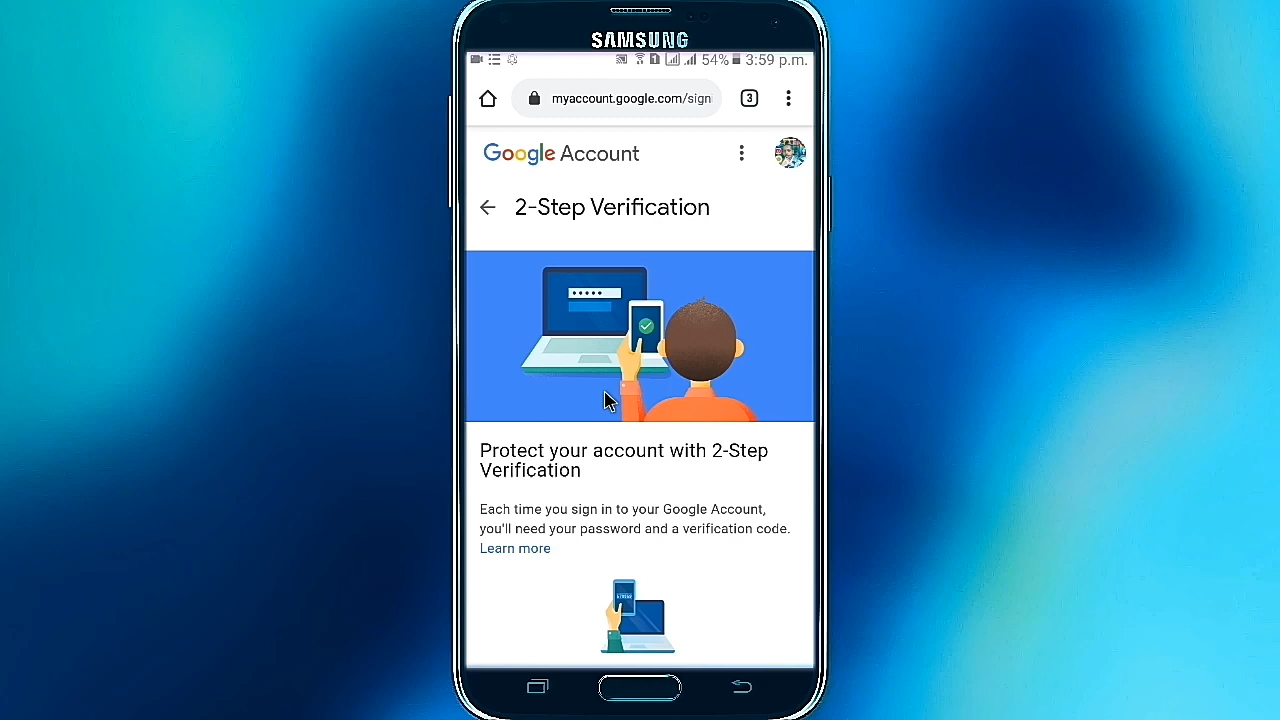 SAMSUNG
54% 3:59 p.m.
myaccount.google.com/sign
3
Google Account
2-Step Verification
Protect your account with 2-Step
Verification
Each time you sign in to your Google Account,
you'll need your password and a verification code.
Learn more